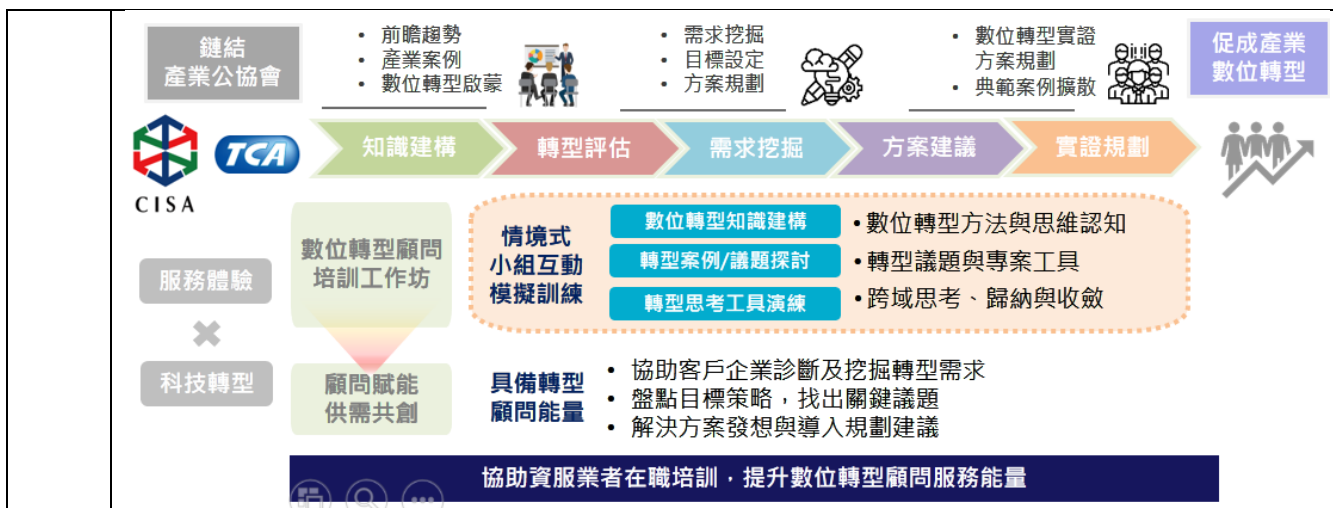 鏈結
產業公協會
• 前瞻趨勢
• 產業案例
• 數位轉型啟蒙
• 需求挖掘
• 目標設定
• 方案規劃
• 數位轉型實證
方案規劃
• 典範案例擴散
促成產業
數位轉型
CISA
TCA
知識建構
轉型評估
需求挖掘
方案建議
實證規劃
服務體驗
科技轉型
數位轉型顧問
培訓工作坊
情境式
小組互動
模擬訓練
數位轉型知識建構
轉型案例/議題探討
轉型思考工具演練
• 數位轉型方法與思維認知
• 轉型議題與專案工具
• 跨域思考、歸納與收斂
顧問賦能
供需共創
具備轉型
顧問能量
• 協助客戶企業診斷及挖掘轉型需求
• 盤點目標策略，找出關鍵議題
• 解決方案發想與導入規劃建議
協助資服業者在職培訓，提升數位轉型顧問服務能量